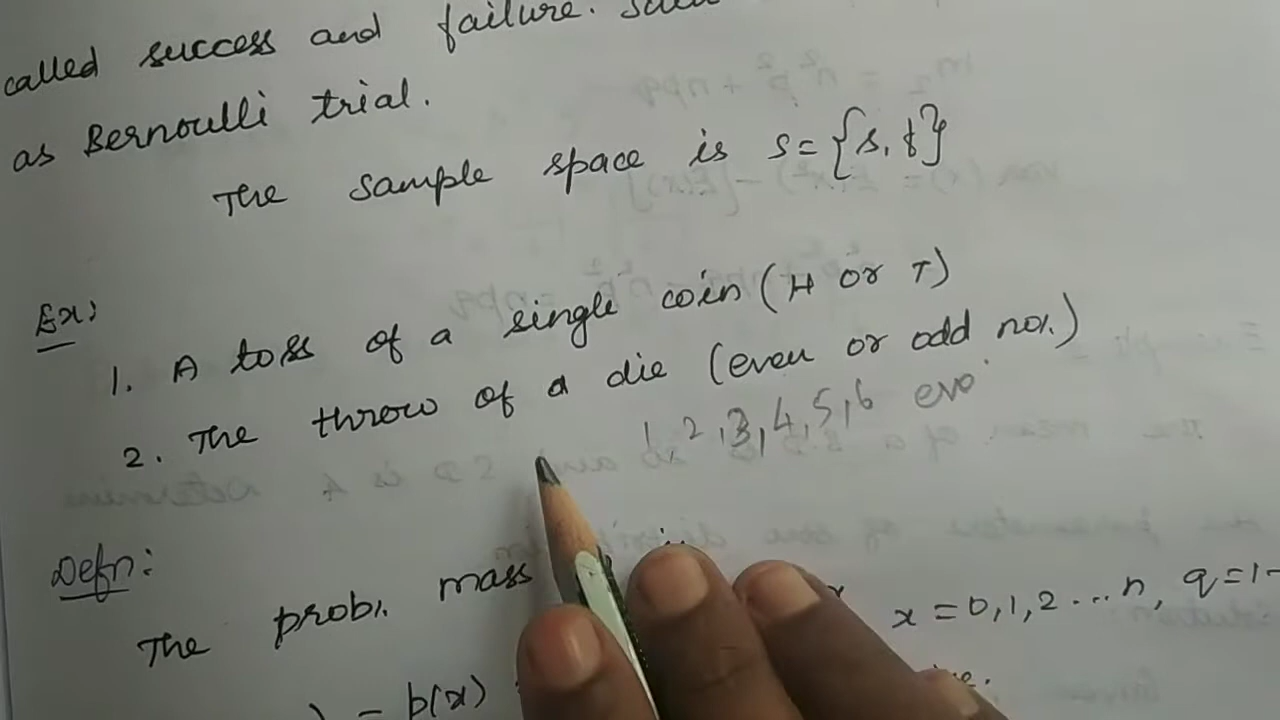 called success and failure. Such
as Bernoulli trial.
The sample space is S={s, f}
Ex:
1. A toss of a single coin (H or T)
2. The throw of a die (even or odd no.)
1, 2, 3, 4, 5, 6 evo
Defn:
The prob. mass
x = 0, 1, 2 ... n, q = 1-
= b(x)